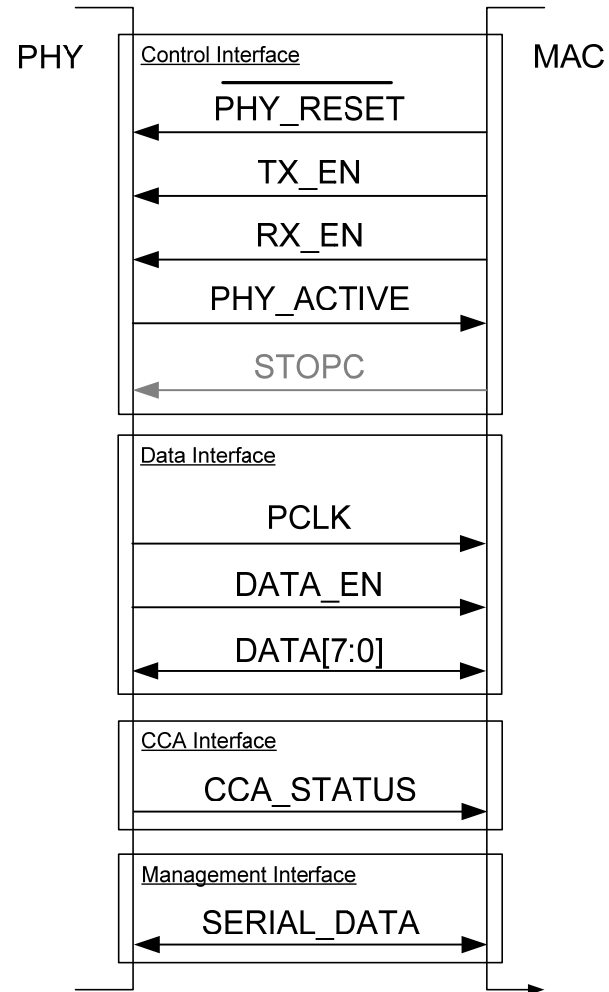 PHY
Control Interface
MAC
PHY_RESET
TX_EN
RX_EN
PHY_ACTIVE
STOPC
Data Interface
PCLK
DATA_EN
DATA[7:0]
CCA Interface
CCA_STATUS
Management Interface
SERIAL_DATA